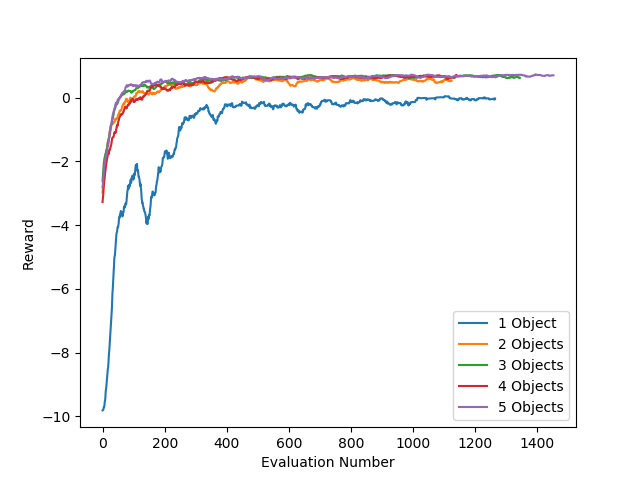 0
−2
−4
−6
−8
−10
Reward
0
200
400
600
800
1000
1200
1400
Evaluation Number
1 Object
2 Objects
3 Objects
4 Objects
5 Objects